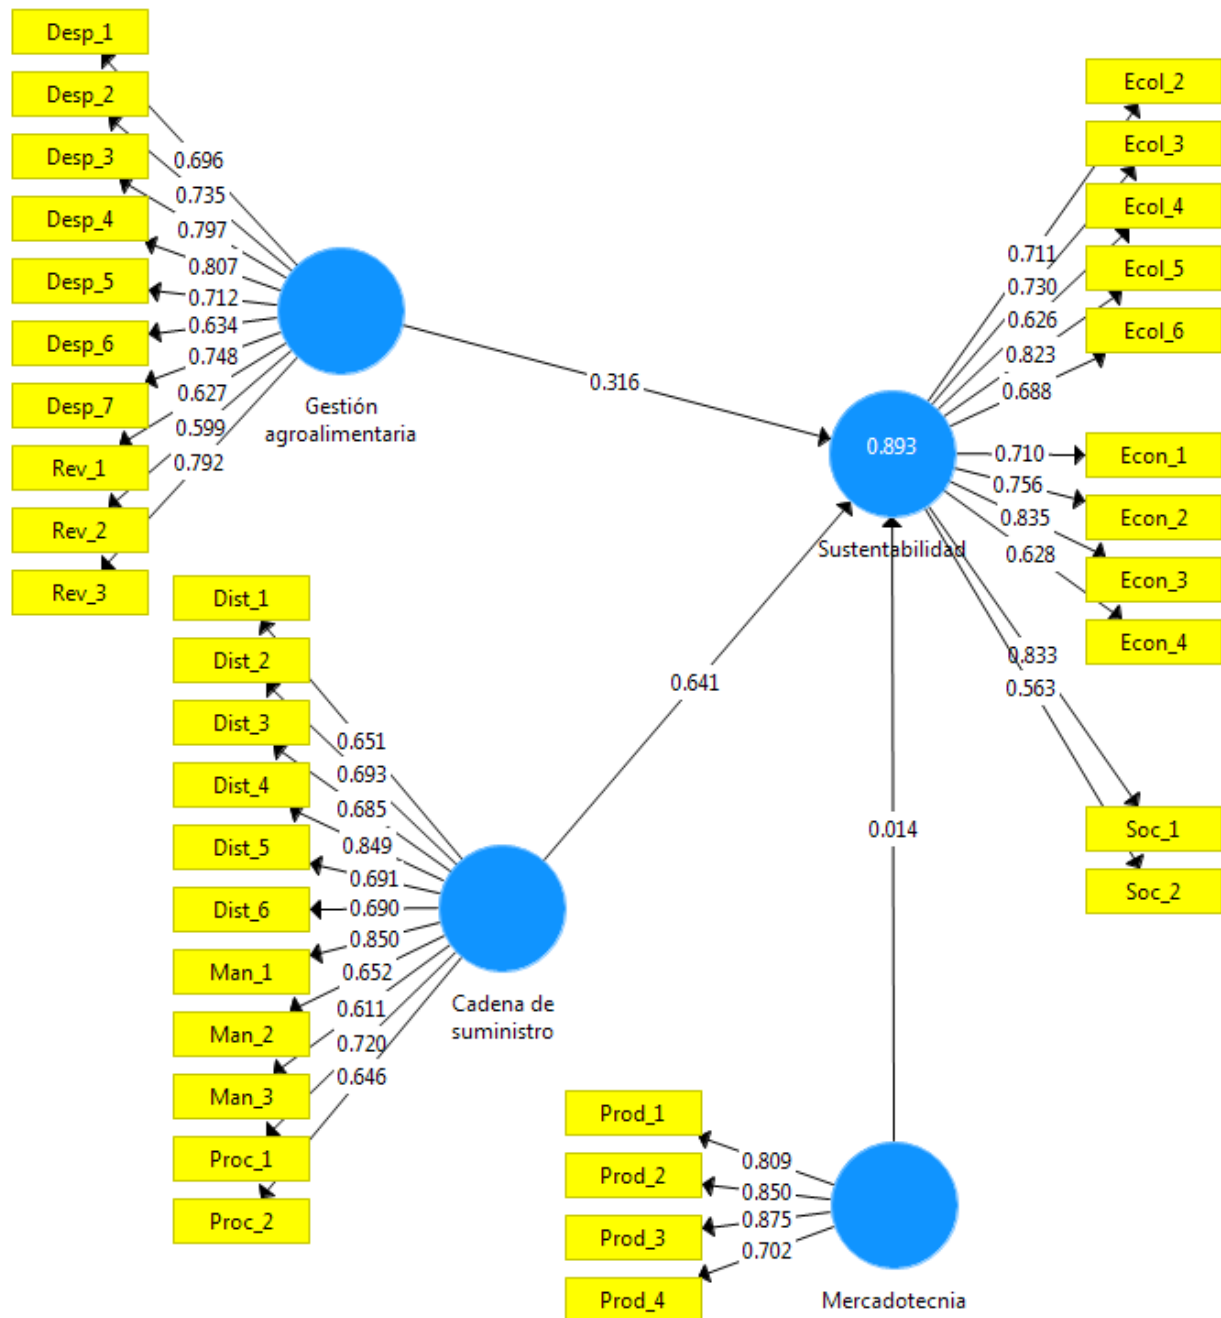 Desp_1
Desp_2
Desp_3
Desp_4
Desp_5
Desp_6
Desp_7
Rev_1
Rev_2
Rev_3
0.696
0.735
0.797
0.807
0.712
0.634
0.748
0.627
0.599
0.792
Gestión
agroalimentaria
0.316
Dist_1
Dist_2
Dist_3
Dist_4
Dist_5
Dist_6
Man_1
Man_2
Man_3
Proc_1
Proc_2
0.651
0.693
0.685
0.849
0.691
0.690
0.850
0.652
0.611
0.720
0.646
Cadena de
suministro
0.641
Prod_1
Prod_2
Prod_3
Prod_4
0.809
0.850
0.875
0.702
Mercadotecnia
0.014
0.893
Sustentabilidad
0.711
0.730
0.626
0.823
0.688
0.710
0.756
0.835
0.628
0.833
0.563
Ecol_2
Ecol_3
Ecol_4
Ecol_5
Ecol_6
Econ_1
Econ_2
Econ_3
Econ_4
Soc_1
Soc_2